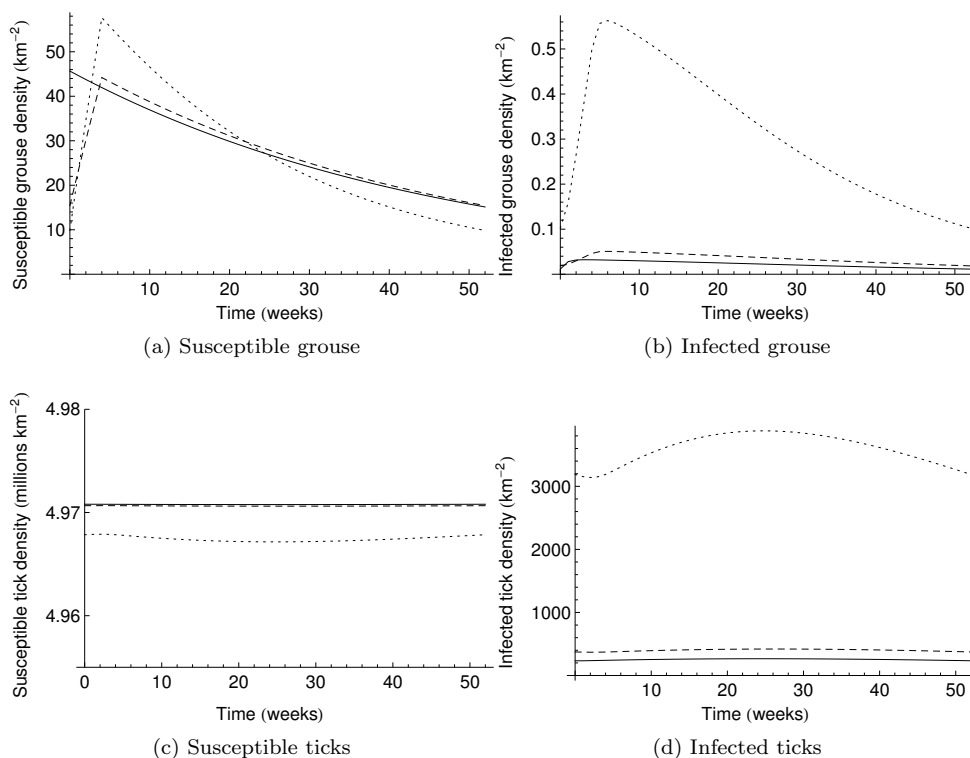 Susceptible grouse density (km−2)
50
40
30
20
10
10 20 30 40 50
Time (weeks)
(a) Susceptible grouse
Infected grouse density (km−2)
0.5
0.4
0.3
0.2
0.1
10 20 30 40 50
Time (weeks)
(b) Infected grouse
Susceptible tick density (millions km−2)
4.98
4.97
4.96
0 10 20 30 40 50
Time (weeks)
(c) Susceptible ticks
Infected tick density (km−2)
3000
2000
1000
10 20 30 40 50
Time (weeks)
(d) Infected ticks